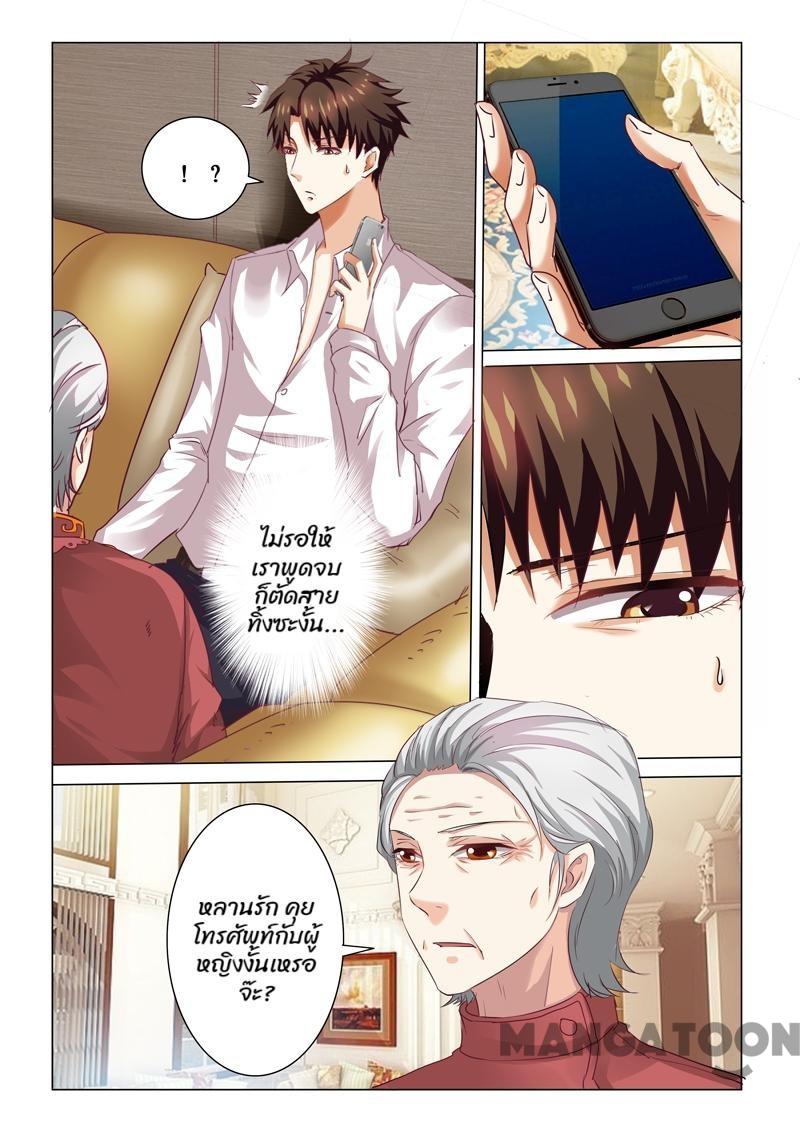 ！？
ไม่รอให้
เราพูดจบ
ก็ตัดสาย
ทิ้งซะงั้น...
หลานรัก คุย
โทรศัพท์กับผู้
หญิงงั้นเหรอ
จ๊ะ?
MANGATOON